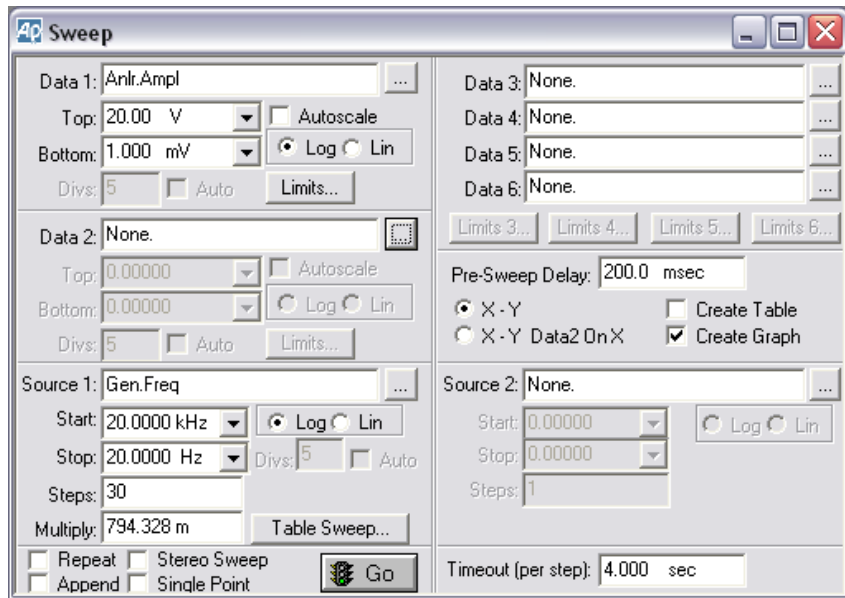 Ap Sweep
Data 1: Anlr.Ampl ...
Top: 20.00 V Autoscale
Bottom: 1.000 mV Log Lin
Divs: 5 Auto Limits...
Data 2: None.
Top: 0.00000 Autoscale
Bottom: 0.00000 Log Lin
Divs: 5 Auto Limits...
Source 1: Gen.Freq ...
Start: 20.0000 kHz Log Lin
Stop: 20.0000 Hz Divs: 5 Auto
Steps: 30
Multiply: 794.328 m Table Sweep...
Repeat Stereo Sweep
Append Single Point
Go
Data 3: None. ...
Data 4: None. ...
Data 5: None. ...
Data 6: None. ...
Limits 3... Limits 4... Limits 5... Limits 6...
Pre-Sweep Delay: 200.0 msec
X - Y Create Table
X - Y Data2 On X Create Graph
Source 2: None. ...
Start: 0.00000 Log Lin
Stop: 0.00000
Steps: 1
Timeout (per step): 4.000 sec